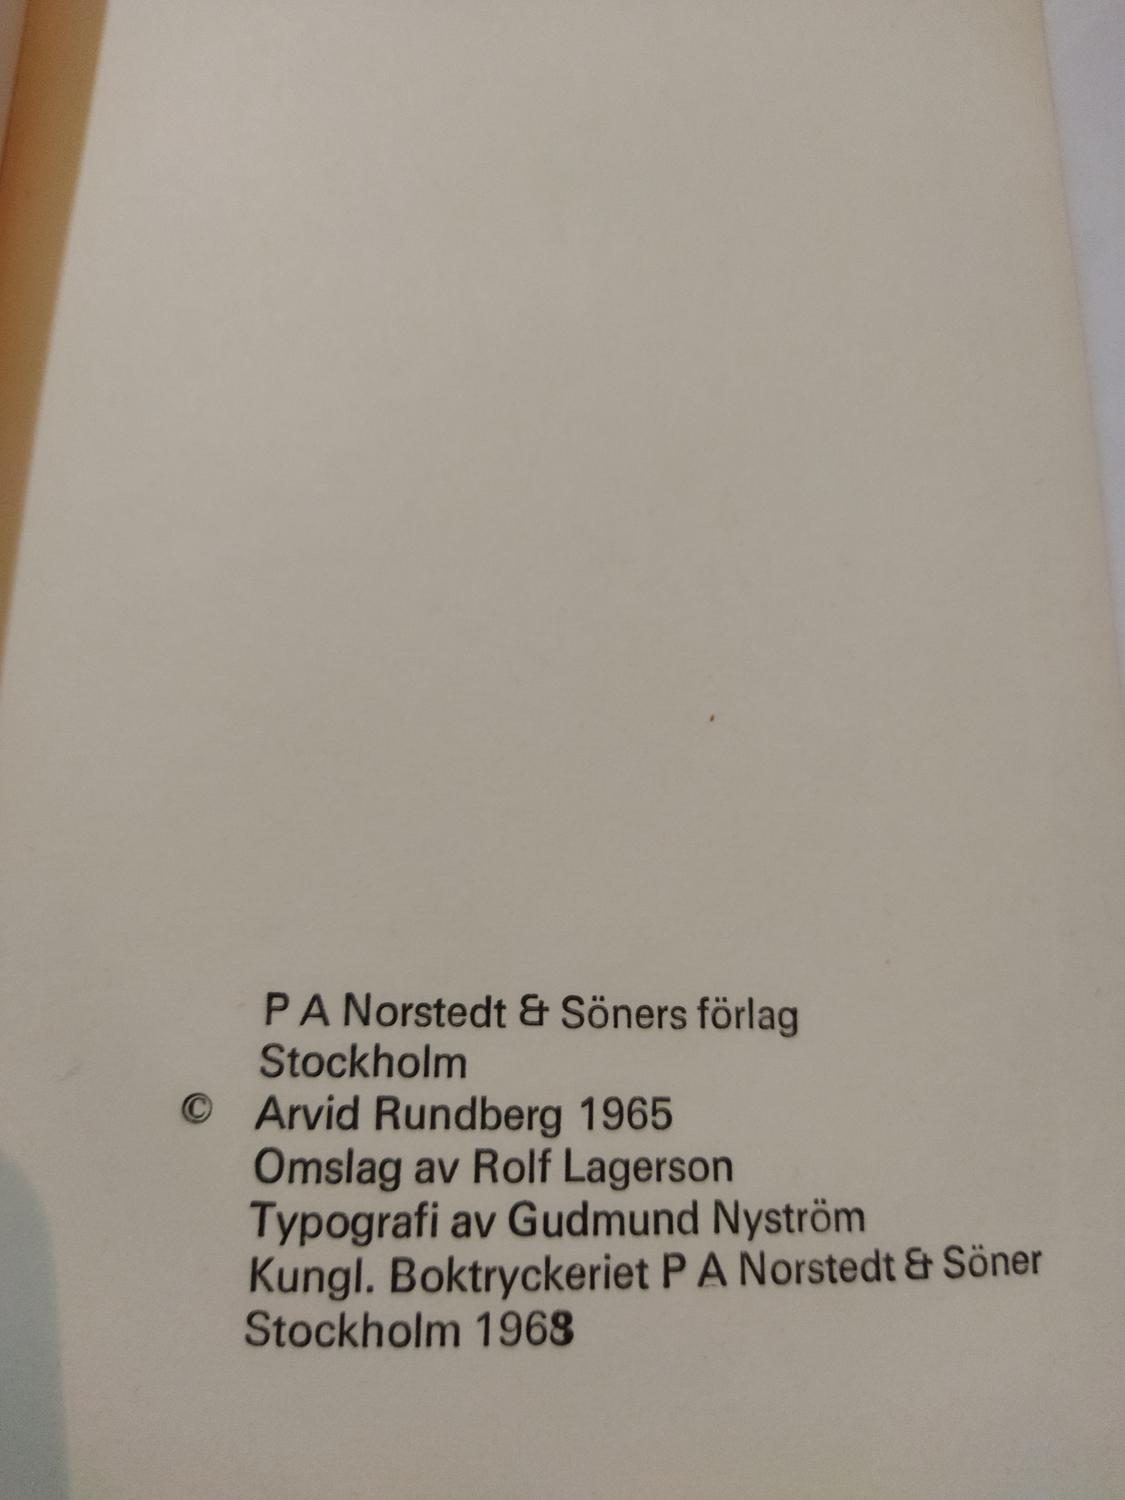 P A Norstedt & Söners förlag
Stockholm
© Arvid Rundberg 1965
Omslag av Rolf Lagerson
Typografi av Gudmund Nyström
Kungl. Boktryckeriet P A Norstedt & Söner
Stockholm 1968